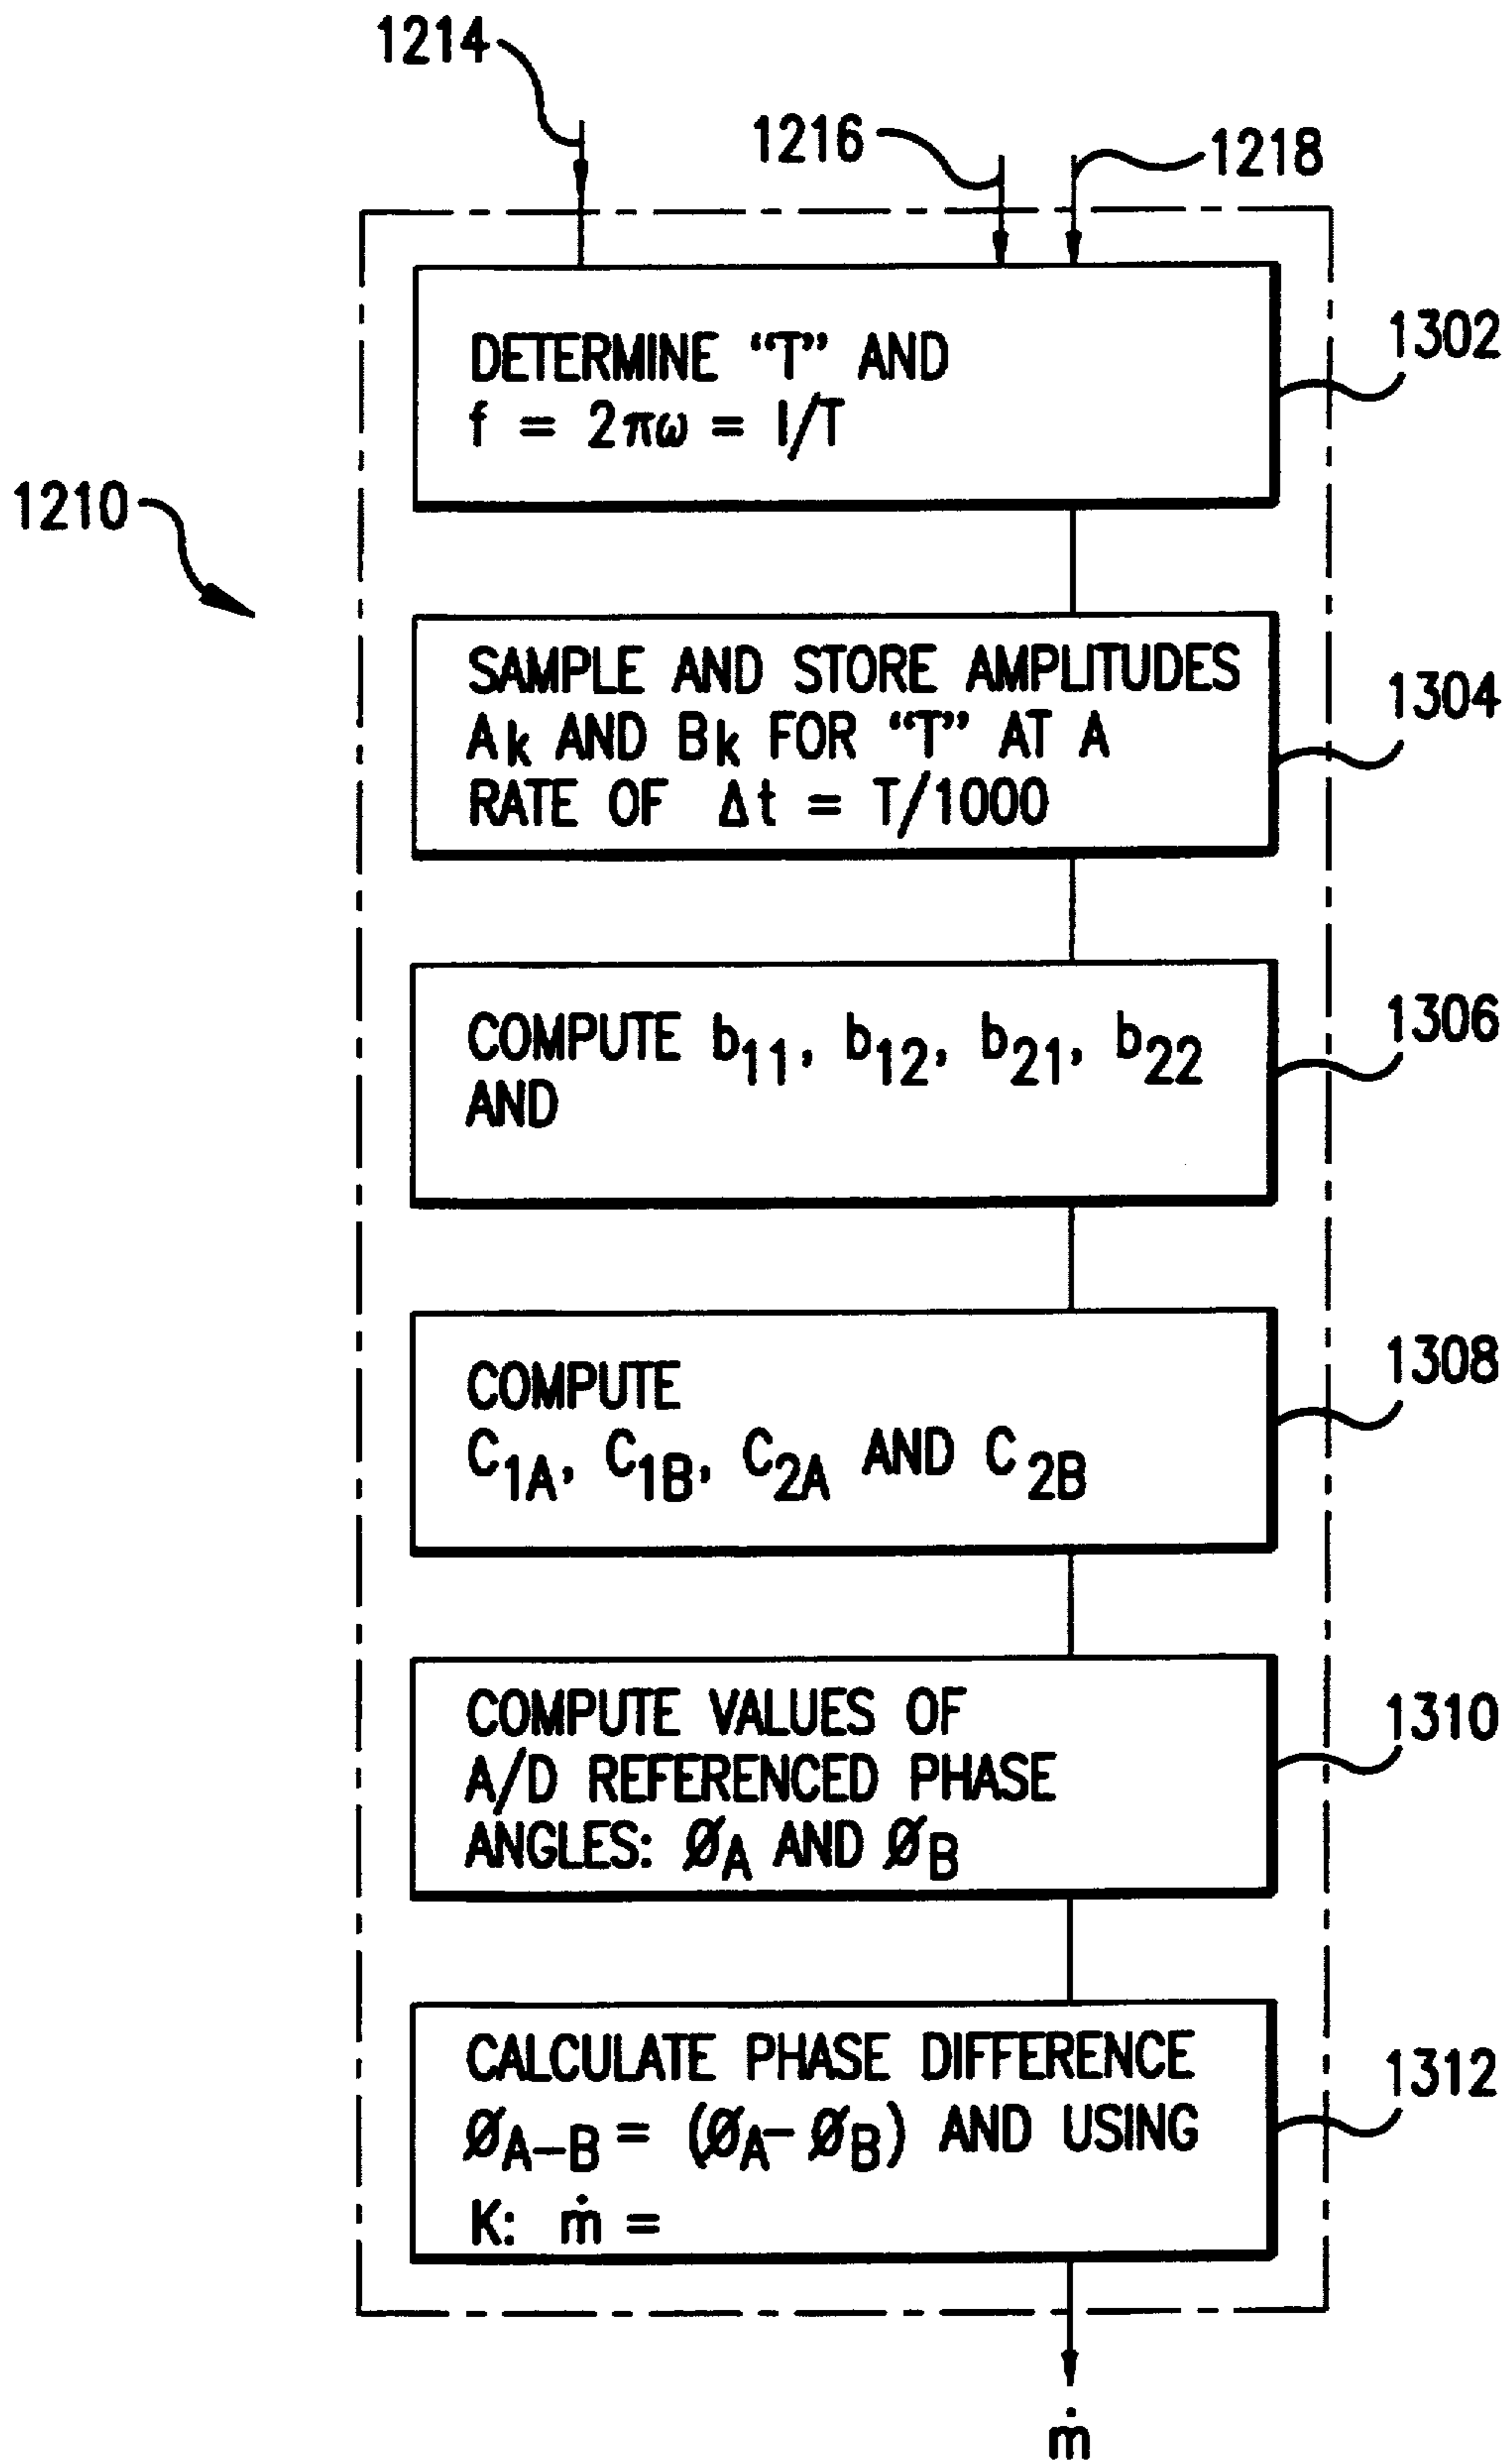 1214
1216
1218
DETERMINE “T” AND
f = 2πω = I/T
1302
1210
SAMPLE AND STORE AMPLITUDES
Ak AND Bk FOR “T” AT A
RATE OF Δt = T/1000
1304
COMPUTE b11, b12, b21, b22
AND
1306
COMPUTE
C1A, C1B, C2A AND C2B
1308
COMPUTE VALUES OF
A/D REFERENCED PHASE
ANGLES: ØA AND ØB
1310
CALCULATE PHASE DIFFERENCE
ØA–B = (ØA– ØB) AND USING
K: ṁ =
1312
ṁ